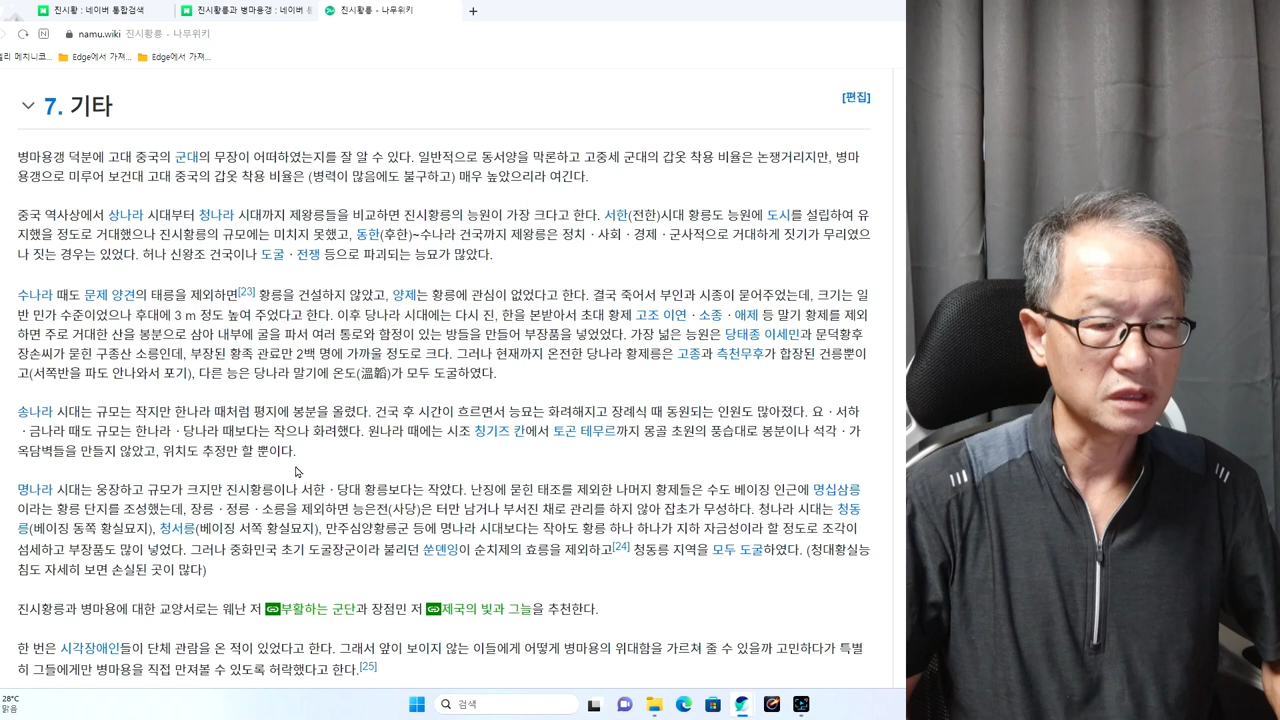 진시황 : 네이버 통합검색
진시황릉과 병마용갱 : 네이버
진시황릉 - 나무위키
namu.wiki 진시황릉 - 나무위키
Edge에서 가져... Edge에서 가져...
7. 기타
[편집]
병마용갱 덕분에 고대 중국의 군대의 무장이 어떠하였는지를 잘 알 수 있다. 일반적으로 동서양을 막론하고 고중세 군대의 갑옷 착용 비율은 논쟁거리지만, 병마
용갱으로 미루어 보건대 고대 중국의 갑옷 착용 비율은 (병력이 많음에도 불구하고) 매우 높았으리라 여긴다.
중국 역사상에서 상나라 시대부터 청나라 시대까지 제왕릉들을 비교하면 진시황릉의 능원이 가장 크다고 한다. 서한(전한)시대 황릉도 능원에 도시를 설립하여 유
지했을 정도로 거대했으나 진시황릉의 규모에는 미치지 못했고, 동한(후한)~수나라 건국까지 제왕릉은 정치ㆍ사회ㆍ경제ㆍ군사적으로 거대하게 짓기가 무리였으
나 짓는 경우는 있었다. 허나 신왕조 건국이나 도굴ㆍ전쟁 등으로 파괴되는 능묘가 많았다.
수나라 때도 문제 양견의 태릉을 제외하면[23] 황릉을 건설하지 않았고, 양제는 황릉에 관심이 없었다고 한다. 결국 죽어서 부인과 시종이 묻어주었는데, 크기는 일
반 민가 수준이었으나 후대에 3 m 정도 높여 주었다고 한다. 이후 당나라 시대에는 다시 진, 한을 본받아서 초대 황제 고조 이연ㆍ소종ㆍ애제 등 말기 황제를 제외
하면 주로 거대한 산을 봉분으로 삼아 내부에 굴을 파서 여러 통로와 함정이 있는 방들을 만들어 부장품을 넣었었다. 가장 넓은 능원은 당태종 이세민과 문덕황후
장손씨가 묻힌 구종산 소릉인데, 부장된 황족 관료만 2백 명에 가까울 정도로 크다. 그러나 현재까지 온전한 당나라 황제릉은 고종과 측천무후가 합장된 건릉뿐이
고(서쪽반을 파도 안나와서 포기), 다른 능은 당나라 말기에 온도(溫韜)가 모두 도굴하였다.
송나라 시대는 규모는 작지만 한나라 때처럼 평지에 봉분을 올렸다. 건국 후 시간이 흐르면서 능묘는 화려해지고 장례식 때 동원되는 인원도 많아졌다. 요ㆍ서하
ㆍ금나라 때도 규모는 한나라ㆍ당나라 때보다는 작으나 화려했다. 원나라 때에는 시조 칭기즈 칸에서 토곤 테무르까지 몽골 초원의 풍습대로 봉분이나 석각ㆍ가
옥담벽들을 만들지 않았고, 위치도 추정만 할 뿐이다.
명나라 시대는 웅장하고 규모가 크지만 진시황릉이나 서한ㆍ당대 황릉보다는 작았다. 난징에 묻힌 태조를 제외한 나머지 황제들은 수도 베이징 인근에 명십삼릉
이라는 황릉 단지를 조성했는데, 장릉ㆍ정릉ㆍ소릉을 제외하면 능은전(사당)은 터만 남거나 부서진 채로 관리를 하지 않아 잡초가 무성하다. 청나라 시대는 청동
릉(베이징 동쪽 황실묘지), 청서릉(베이징 서쪽 황실묘지), 만주심양황릉군 등에 명나라 시대보다는 작아도 황릉 하나 하나가 지하 자금성이라 할 정도로 조각이
섬세하고 부장품도 많이 넣었다. 그러나 중화민국 초기 도굴장군이라 불리던 쑨뎬잉이 순치제의 효릉을 제외하고[24] 청동릉 지역을 모두 도굴하였다. (청대황실능
침도 자세히 보면 손실된 곳이 많다)
진시황릉과 병마용에 대한 교양서로는 웨난 저 부활하는 군단과 장점민 저 제국의 빛과 그늘을 추천한다.
한 번은 시각장애인들이 단체 관람을 온 적이 있었다고 한다. 그래서 앞이 보이지 않는 이들에게 어떻게 병마용의 위대함을 가르쳐 줄 수 있을까 고민하다가 특별
히 그들에게만 병마용을 직접 만져볼 수 있도록 허락했다고 한다.[25]
28°C
맑음
검색